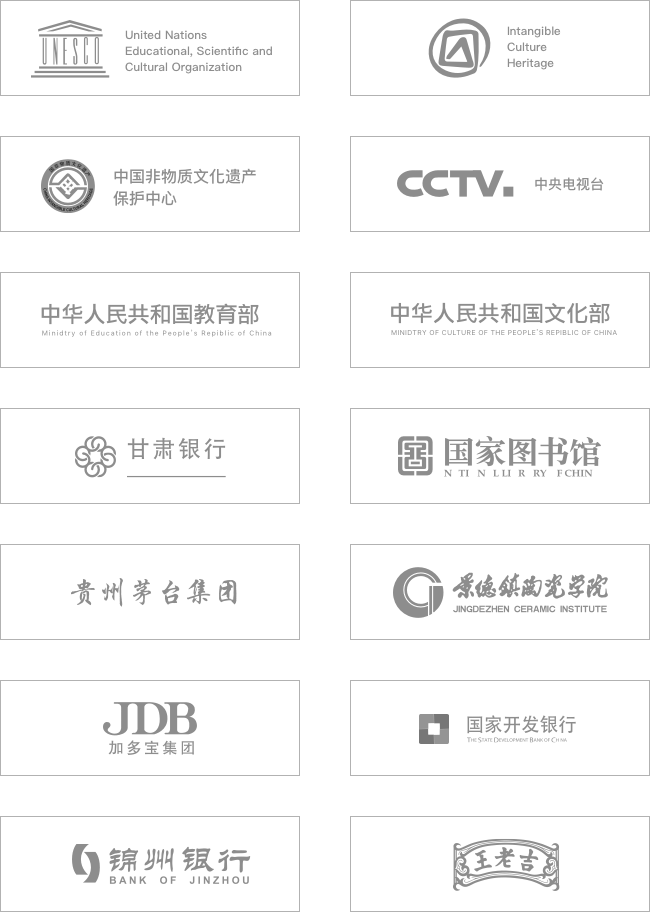 UNESCO
United Nations
Educational, Scientific and
Cultural Organization
Intangible
Culture
Heritage
中国非物质文化遗产
保护中心
CCTV.
中央电视台
中华人民共和国教育部
Minidtry of Education of the People's Repiblic of China
中华人民共和国文化部
MINIDTRY OF CULTURE OF THE PEOPLE'S REPIBLIC OF CHINA
甘肃银行
国家图书馆
N TI N LLI R RY F CHIN
贵州茅台集团
景德镇陶瓷学院
JINGDEZHEN CERAMIC INSTITUTE
JDB
加多宝集团
国家开发银行
THE STATE DEVELOPMENT BANK OF CHINA
锦州银行
BANK OF JINZHOU
王老吉